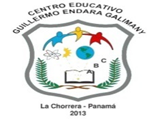 CENTRO EDUCATIVO
GUILLERMO ENDARA GALIMANY
A
B
C
La Chorrera - Panamá
2013